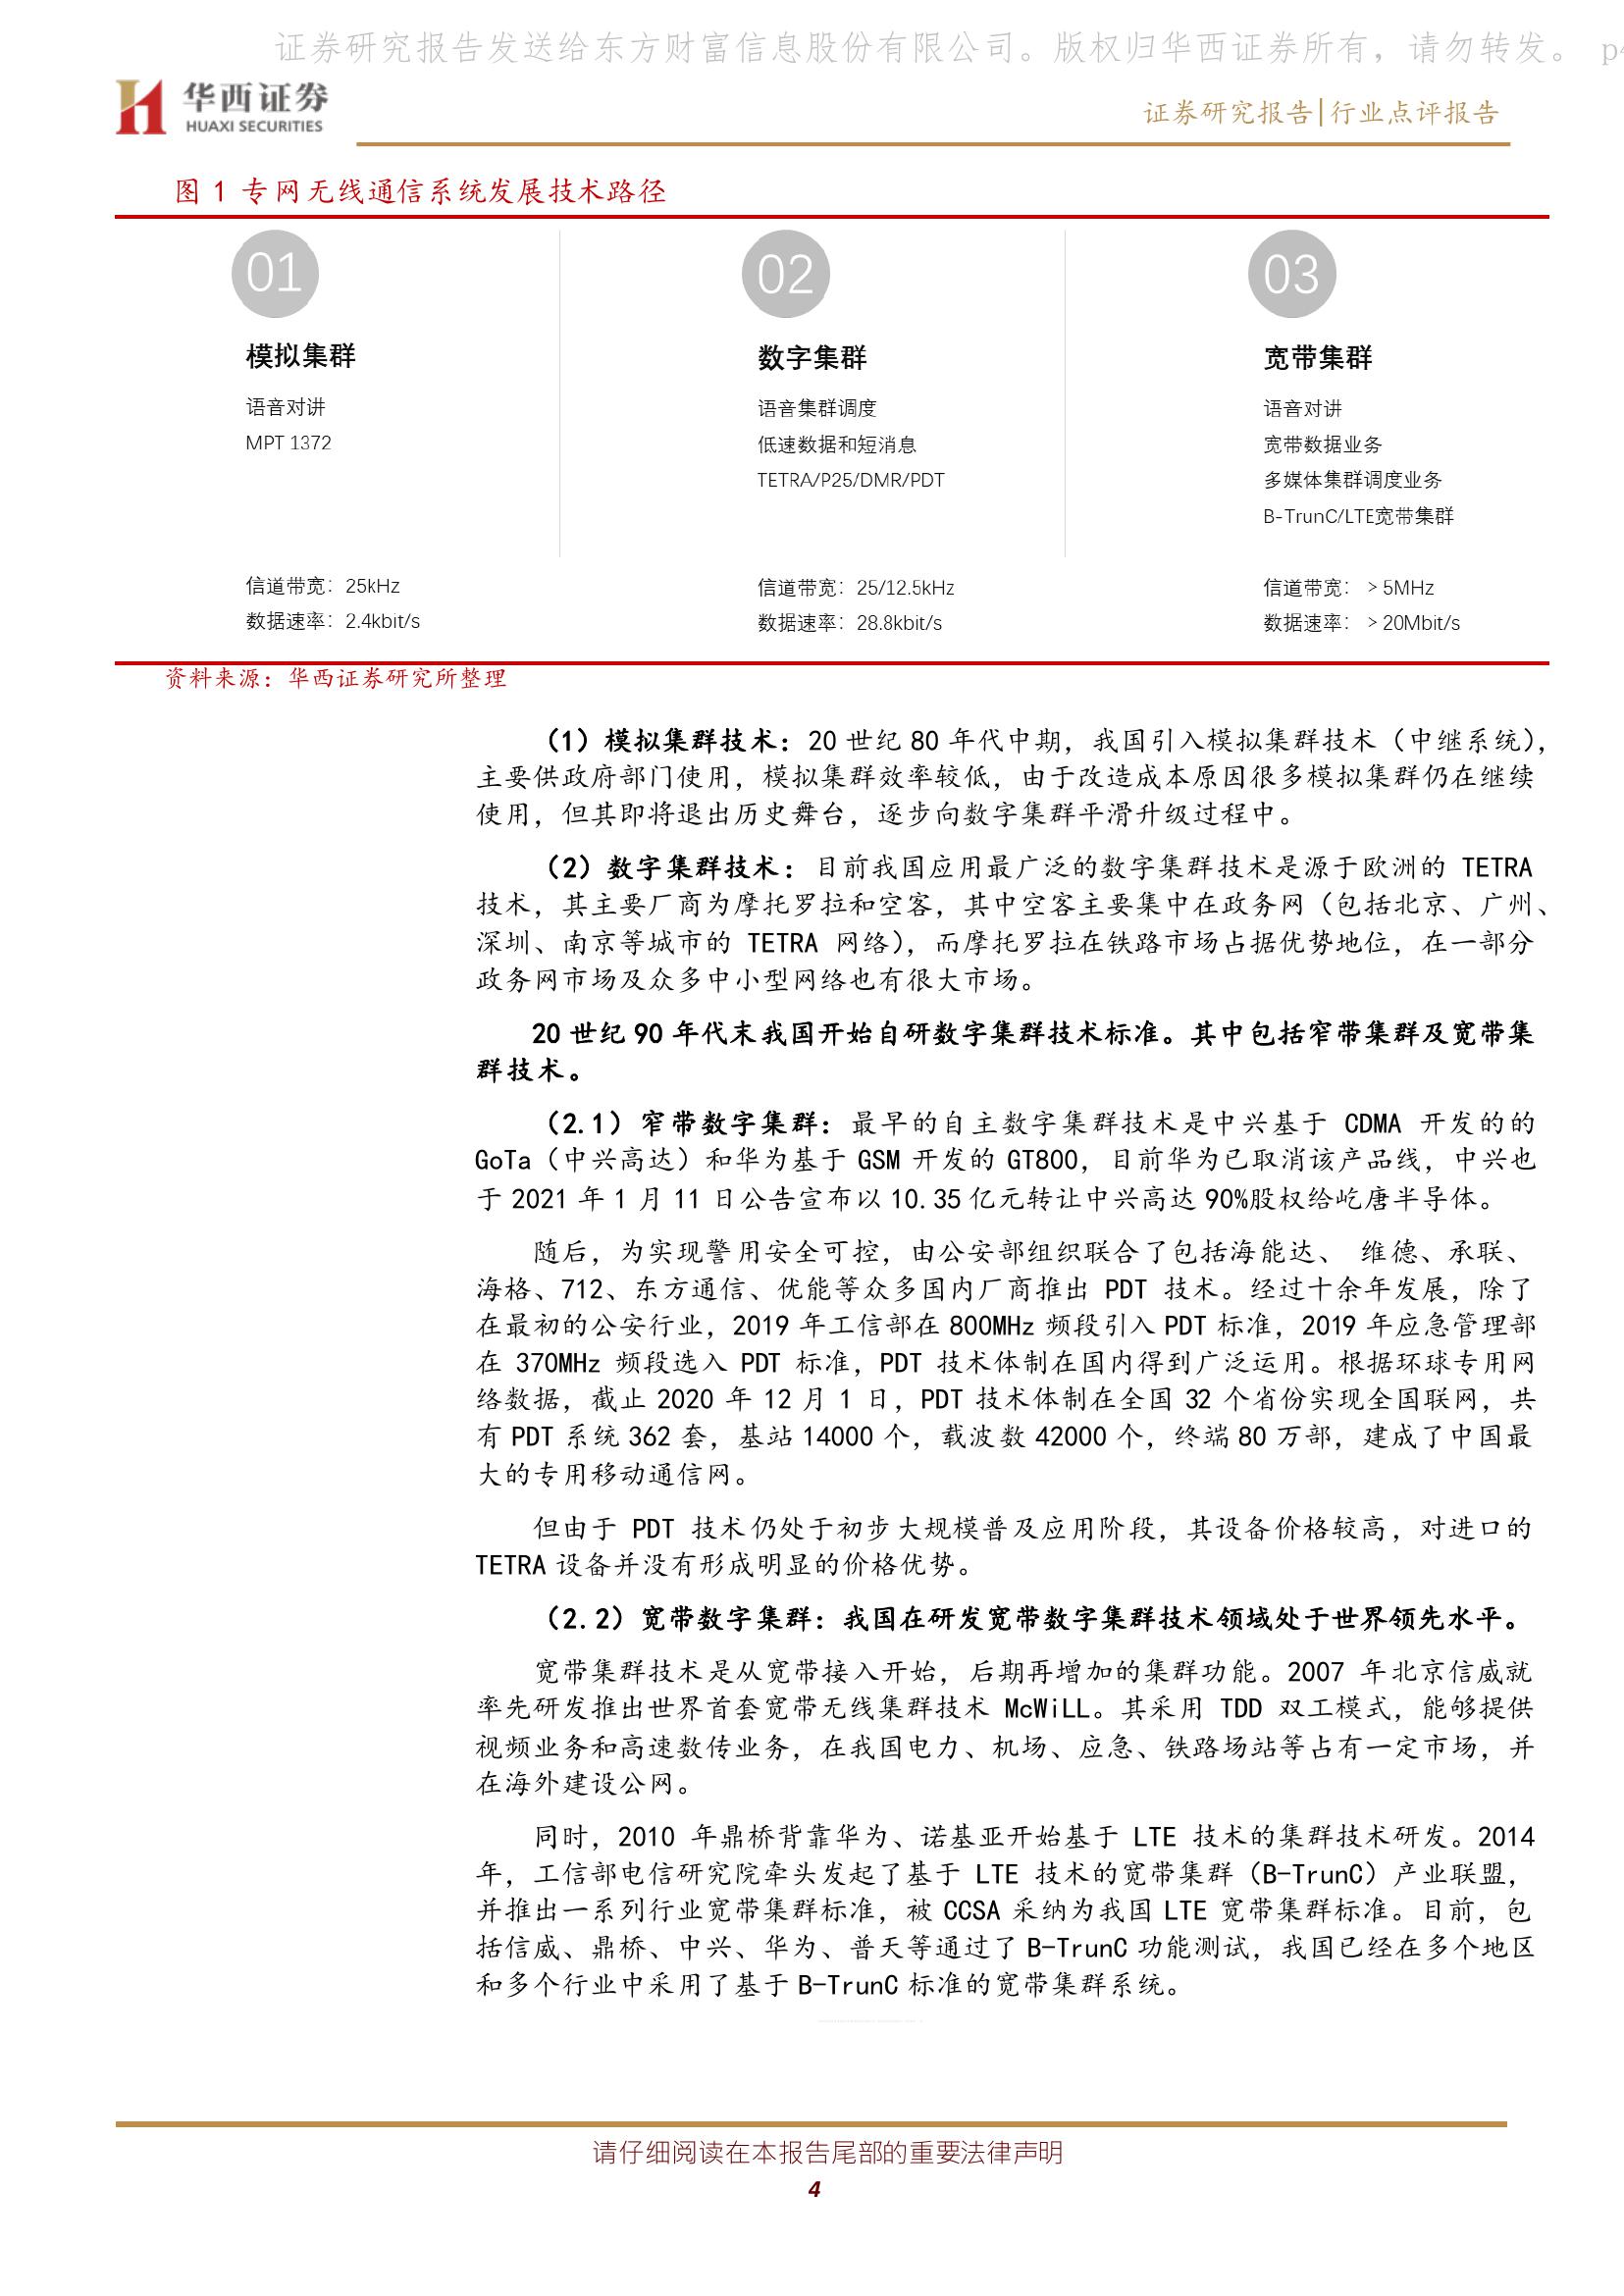 证券研究报告发送给东方财富信息股份有限公司。版权归华西证券所有，请勿转发。 p4
华西证券
HUAXI SECURITIES
证券研究报告|行业点评报告
图 1 专网无线通信系统发展技术路径
01
模拟集群
语音对讲
MPT 1372
信道带宽：25kHz
数据速率：2.4kbit/s
02
数字集群
语音集群调度
低速数据和短消息
TETRA/P25/DMR/PDT
信道带宽：25/12.5kHz
数据速率：28.8kbit/s
03
宽带集群
语音对讲
宽带数据业务
多媒体集群调度业务
B-TrunC/LTE宽带集群
信道带宽： > 5MHz
数据速率： > 20Mbit/s
资料来源：华西证券研究所整理
（1）模拟集群技术：20 世纪 80 年代中期，我国引入模拟集群技术（中继系统），
主要供政府部门使用，模拟集群效率较低，由于改造成本原因很多模拟集群仍在继续
使用，但其即将退出历史舞台，逐步向数字集群平滑升级过程中。
（2）数字集群技术：目前我国应用最广泛的数字集群技术是源于欧洲的 TETRA
技术，其主要厂商为摩托罗拉和空客，其中空客主要集中在政务网（包括北京、广州、
深圳、南京等城市的 TETRA 网络），而摩托罗拉在铁路市场占据优势地位，在一部分
政务网市场及众多中小型网络也有很大市场。
20 世纪 90 年代末我国开始自研数字集群技术标准。其中包括窄带集群及宽带集
群技术。
（2.1）窄带数字集群：最早的自主数字集群技术是中兴基于 CDMA 开发的的
GoTa（中兴高达）和华为基于 GSM 开发的 GT800，目前华为已取消该产品线，中兴也
于 2021 年 1 月 11 日公告宣布以 10.35 亿元转让中兴高达 90%股权给屹唐半导体。
随后，为实现警用安全可控，由公安部组织联合了包括海能达、 维德、承联、
海格、712、东方通信、优能等众多国内厂商推出 PDT 技术。经过十余年发展，除了
在最初的公安行业，2019 年工信部在 800MHz 频段引入 PDT 标准，2019 年应急管理部
在 370MHz 频段选入 PDT 标准，PDT 技术体制在国内得到广泛运用。根据环球专用网
络数据，截止 2020 年 12 月 1 日，PDT 技术体制在全国 32 个省份实现全国联网，共
有 PDT 系统 362 套，基站 14000 个，载波数 42000 个，终端 80 万部，建成了中国最
大的专用移动通信网。
但由于 PDT 技术仍处于初步大规模普及应用阶段，其设备价格较高，对进口的
TETRA 设备并没有形成明显的价格优势。
（2.2）宽带数字集群：我国在研发宽带数字集群技术领域处于世界领先水平。
宽带集群技术是从宽带接入开始，后期再增加的集群功能。2007 年北京信威就
率先研发推出世界首套宽带无线集群技术 McWiLL。其采用 TDD 双工模式，能够提供
视频业务和高速数传业务，在我国电力、机场、应急、铁路场站等占有一定市场，并
在海外建设公网。
同时，2010 年鼎桥背靠华为、诺基亚开始基于 LTE 技术的集群技术研发。2014
年，工信部电信研究院牵头发起了基于 LTE 技术的宽带集群（B-TrunC）产业联盟，
并推出一系列行业宽带集群标准，被 CCSA 采纳为我国 LTE 宽带集群标准。目前，包
括信威、鼎桥、中兴、华为、普天等通过了 B-TrunC 功能测试，我国已经在多个地区
和多个行业中采用了基于 B-TrunC 标准的宽带集群系统。
请仔细阅读在本报告尾部的重要法律声明
4